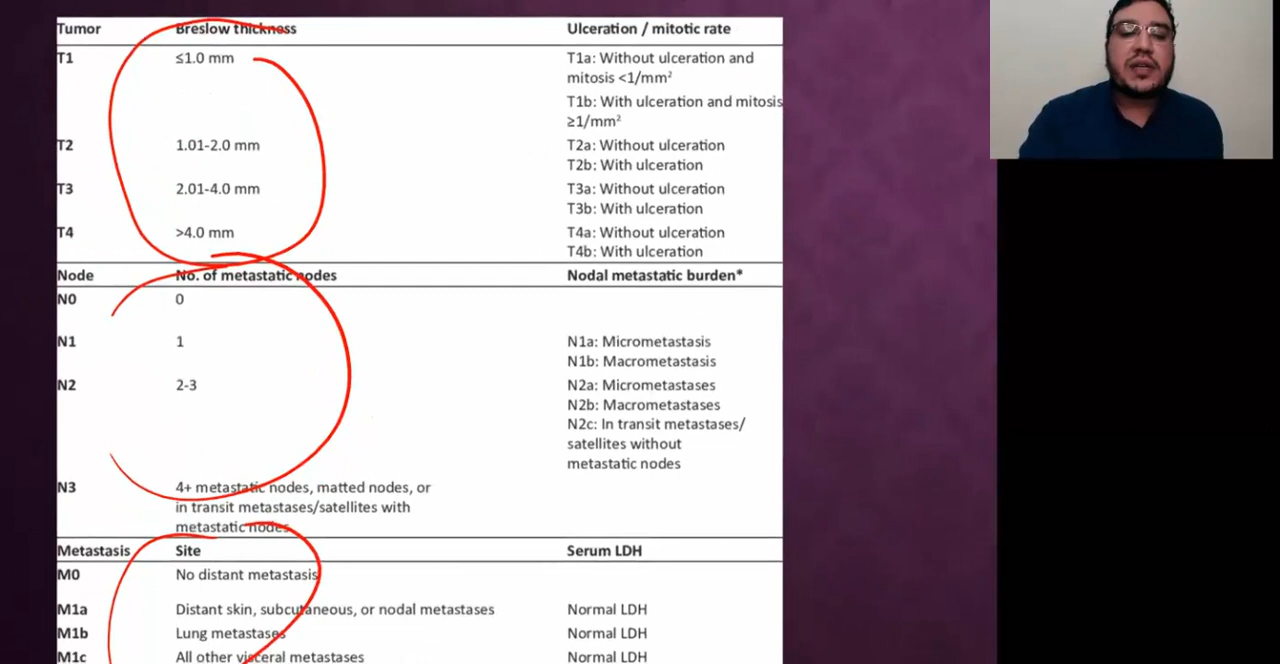 Tumor Breslow thickness Ulceration / mitotic rate
T1 ≤1.0 mm T1a: Without ulceration and
mitosis <1/mm²
T1b: With ulceration and mitosis
≥1/mm²
T2 1.01-2.0 mm T2a: Without ulceration
T2b: With ulceration
T3 2.01-4.0 mm T3a: Without ulceration
T3b: With ulceration
T4 >4.0 mm T4a: Without ulceration
T4b: With ulceration
Node No. of metastatic nodes Nodal metastatic burden*
N0 0
N1 1 N1a: Micrometastasis
N1b: Macrometastasis
N2 2-3 N2a: Micrometastases
N2b: Macrometastases
N2c: In transit metastases/
satellites without
metastatic nodes
N3 4+ metastatic nodes, matted nodes, or
in transit metastases/satellites with
metastatic nodes
Metastasis Site Serum LDH
M0 No distant metastasis
M1a Distant skin, subcutaneous, or nodal metastases Normal LDH
M1b Lung metastases Normal LDH
M1c All other visceral metastases Normal LDH